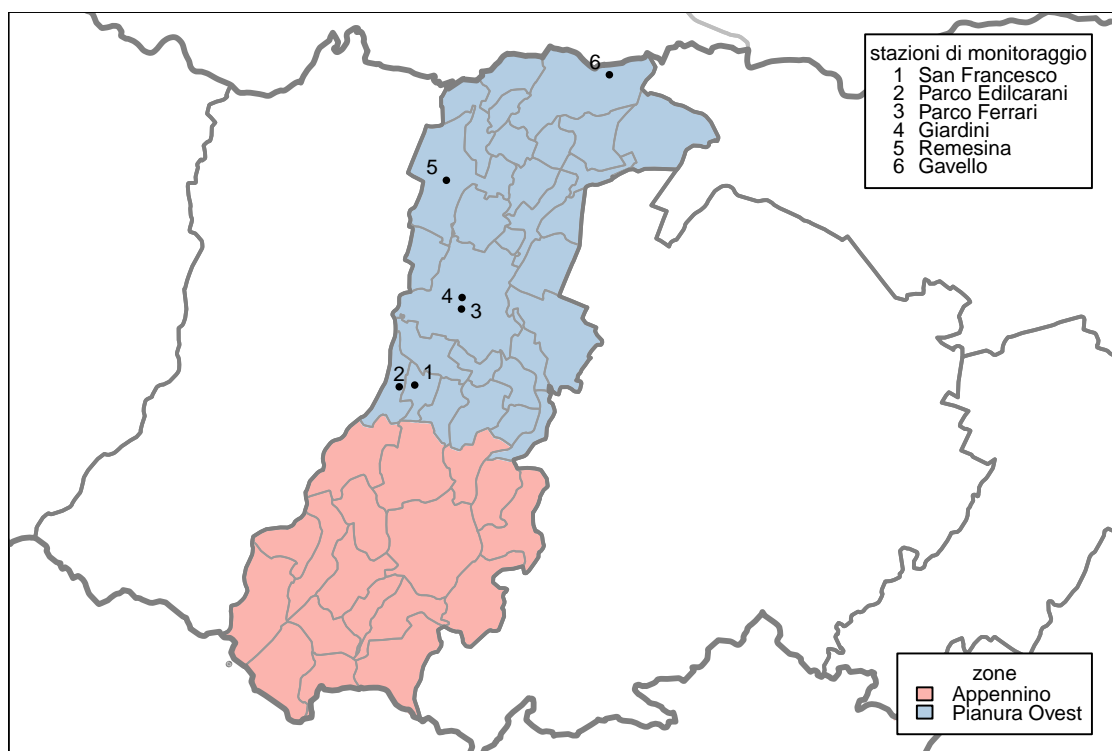 stazioni di monitoraggio
1 San Francesco
2 Parco Edilcarani
3 Parco Ferrari
4 Giardini
5 Remesina
6 Gavello
6
5
4
3
2 1
zone
Appennino
Pianura Ovest